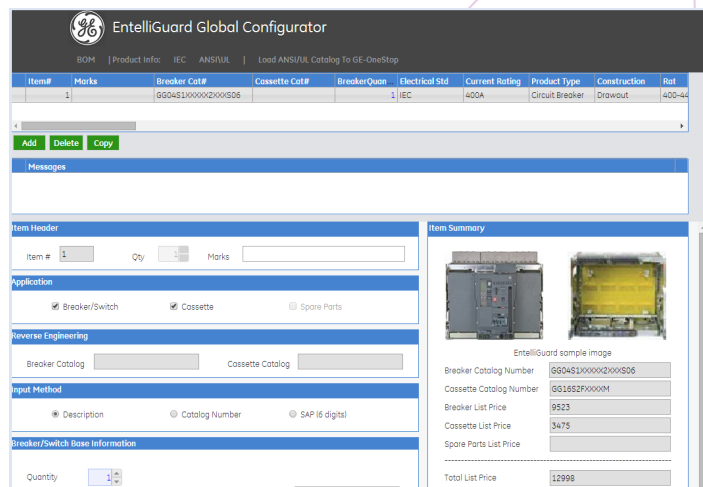 EntelliGuard Global Configurator
BOM | Product Info: IEC ANSI\UL | Load ANSI/UL Catalog To GE-OneStop
Item# Marks Breaker Cat# Cassette Cat# BreakerQuan Electrical Std Current Rating Product Type Construction Rat
1 GG04S1XXXXX2XXXS06 1 IEC 400A Circuit Breaker Drawout 400-44
Add Delete Copy
Messages
Item Header
Item # 1 Qty 1 Marks
Application
Breaker/Switch Cassette Spare Parts
Reverse Engineering
Breaker Catalog Cassette Catalog
Input Method
Description Catalog Number SAP (6 digits)
Breaker/Switch Base Information
Quantity 1
Item Summary
EntelliGuard sample image
Breaker Catalog Number GG04S1XXXXX2XXXS06
Cassette Catalog Number GG16S2FXXXXM
Breaker List Price 9523
Cassette List Price 3475
Spare Parts List Price
Total List Price 12998